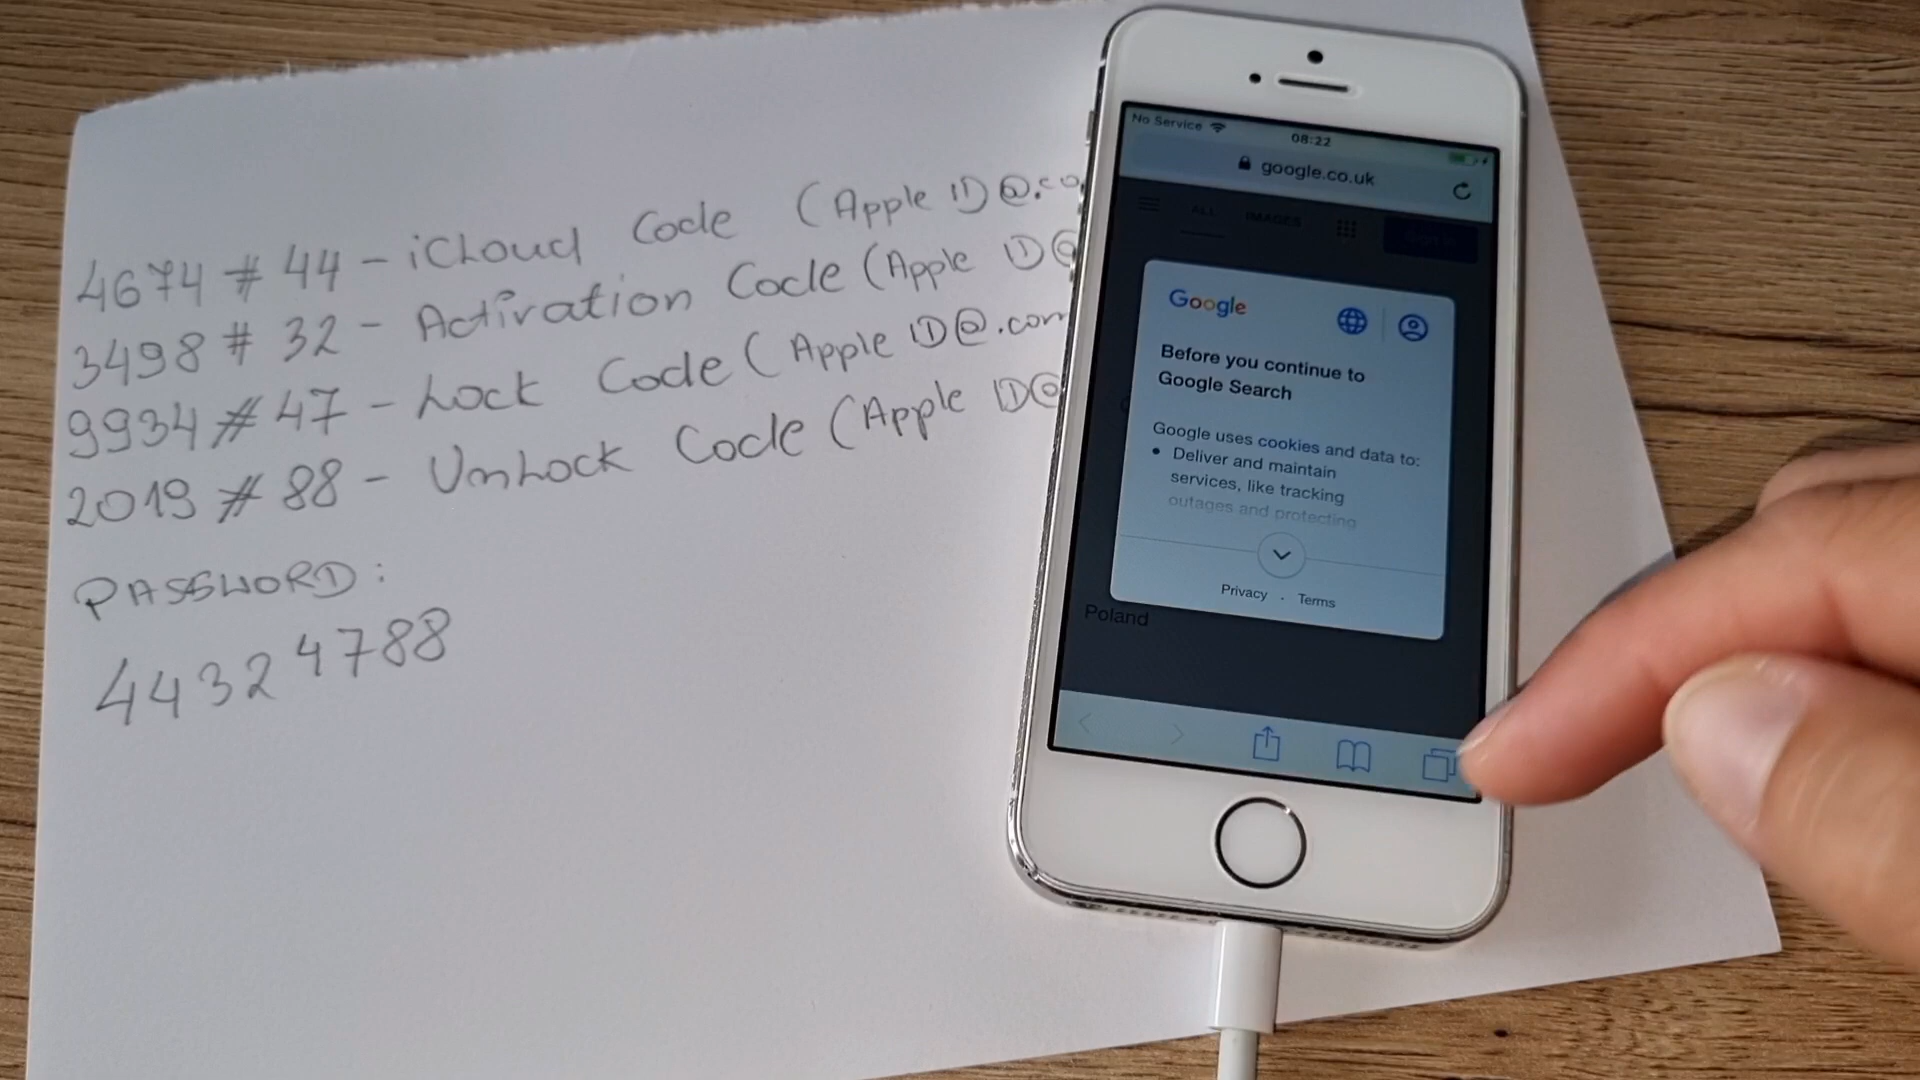 4674 # 44 - iCloud Code (Apple ID@.co
3498 # 32 - Activation Code (Apple ID@
9934 # 47 - Lock Code (Apple ID@.com
2019 # 88 - Unlock Code (Apple ID@
PASSWORD:
44324788
No Service
08:22
google.co.uk
ALL IMAGES
Google
Before you continue to
Google Search
Google uses cookies and data to:
• Deliver and maintain
services, like tracking
outages and protecting
Privacy . Terms
Poland